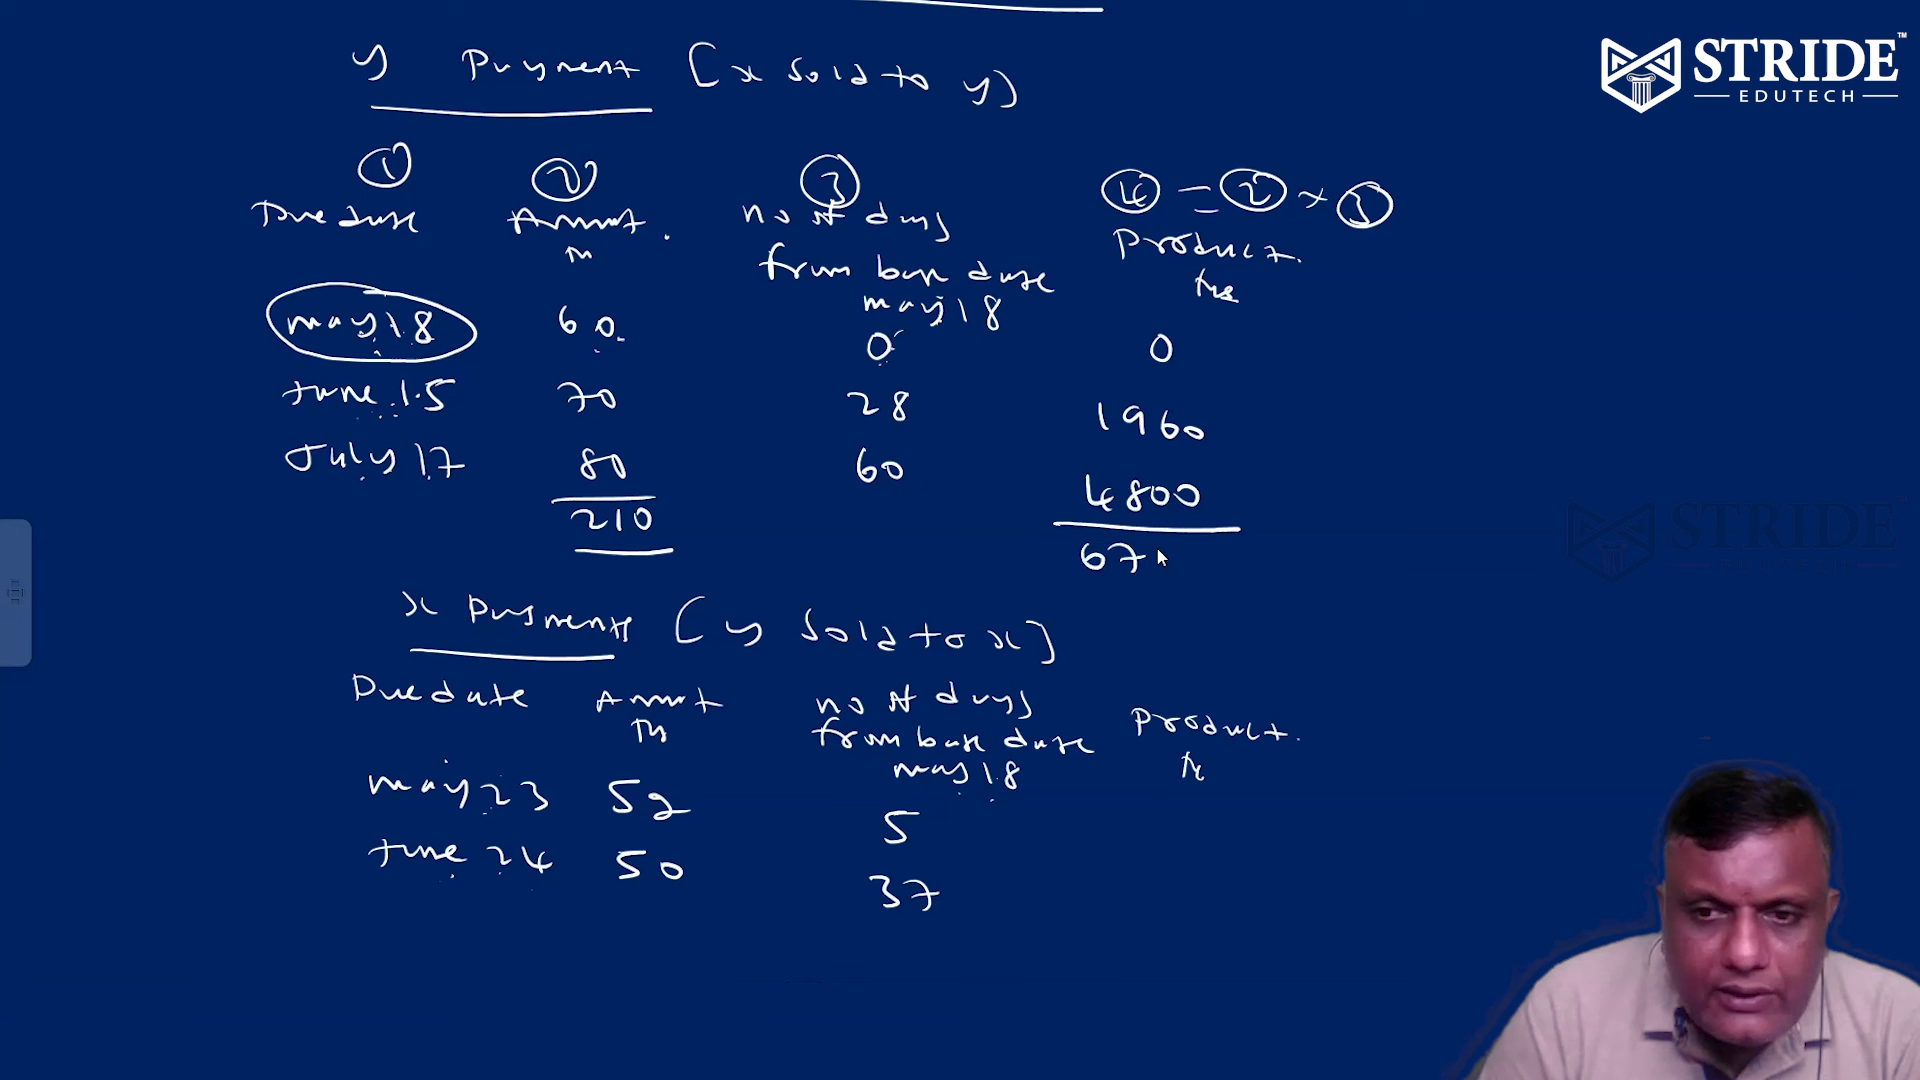 STRIDE™
EDUTECH
y Payment [x sold to y)
① ② ③ ④ = ② × ③
Due date Amount no of days Product
from base date Rs
May 18
May 18 60 0 0
June 15 70 28 1960
July 17 80 60 4800
210 67
x Payments [y sold to x]
Due date Amount no of days Product
Rs from base date Rs
May 18
May 23 52 5
June 24 50 37
STRIDE